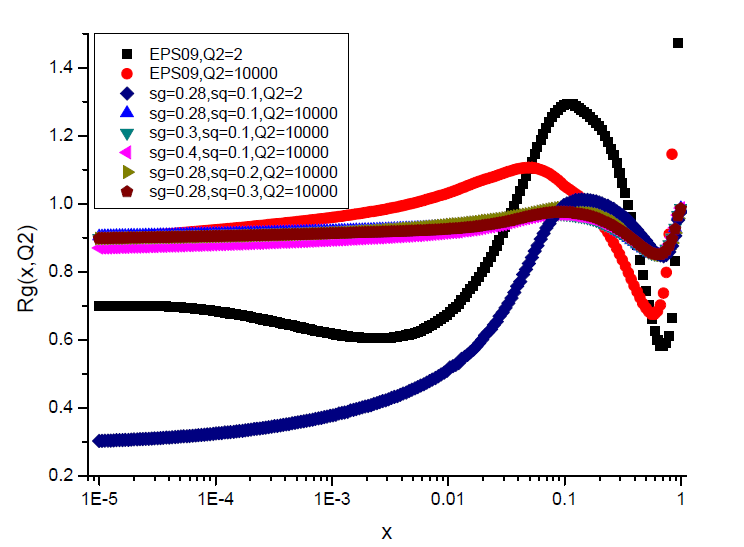 EPS09,Q2=2
EPS09,Q2=10000
sg=0.28,sq=0.1,Q2=2
sg=0.28,sq=0.1,Q2=10000
sg=0.3,sq=0.1,Q2=10000
sg=0.4,sq=0.1,Q2=10000
sg=0.28,sq=0.2,Q2=10000
sg=0.28,sq=0.3,Q2=10000
Rg(x,Q2)
1.4
1.2
1.0
0.8
0.6
0.4
0.2
1E-5 1E-4 1E-3 0.01 0.1 1
x